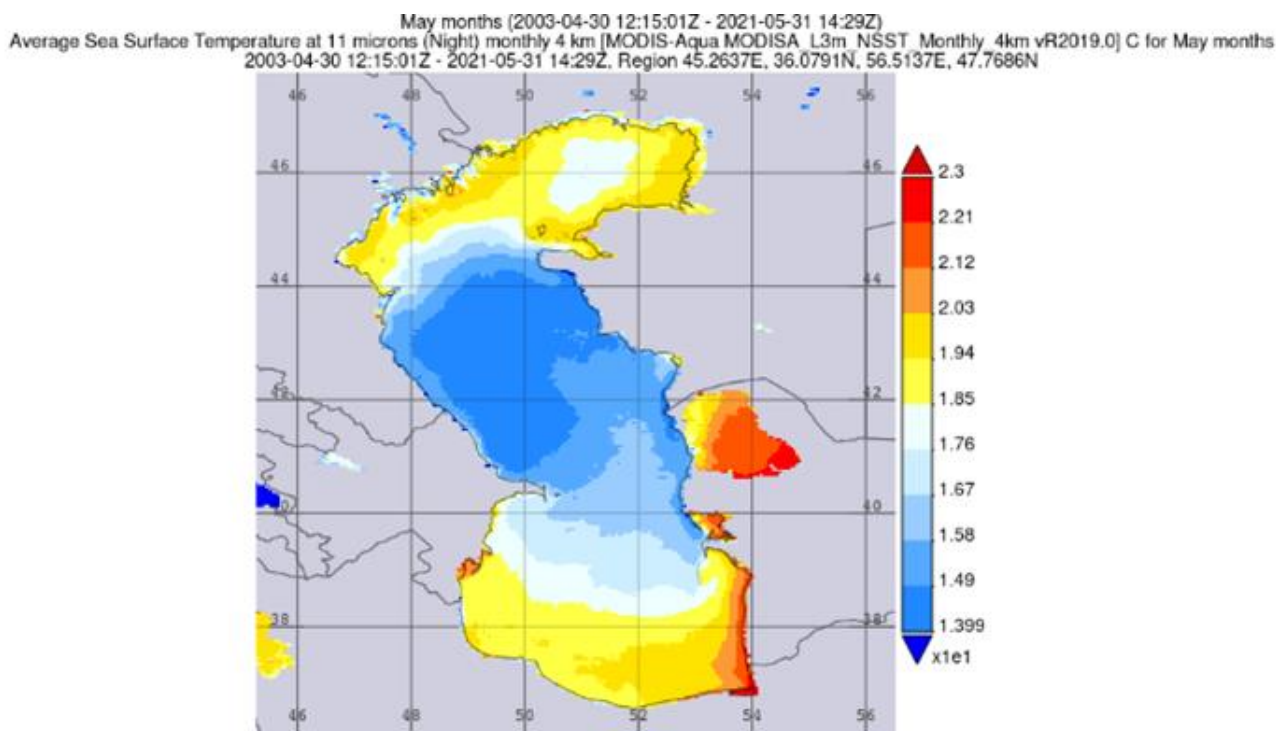 May months (2003-04-30 12:15:01Z - 2021-05-31 14:29Z)
Average Sea Surface Temperature at 11 microns (Night) monthly 4 km [MODIS-Aqua MODISA_L3m_NSST_Monthly_4km vR2019.0] C for May months
2003-04-30 12:15:01Z - 2021-05-31 14:29Z, Region 45.2637E, 36.0791N, 56.5137E, 47.7686N
46 48 50 52 54 56
46 46
44 44
42 42
40 40
38 38
46 48 50 52 54 56
2.3
2.21
2.12
2.03
1.94
1.85
1.76
1.67
1.58
1.49
1.399
x1e1